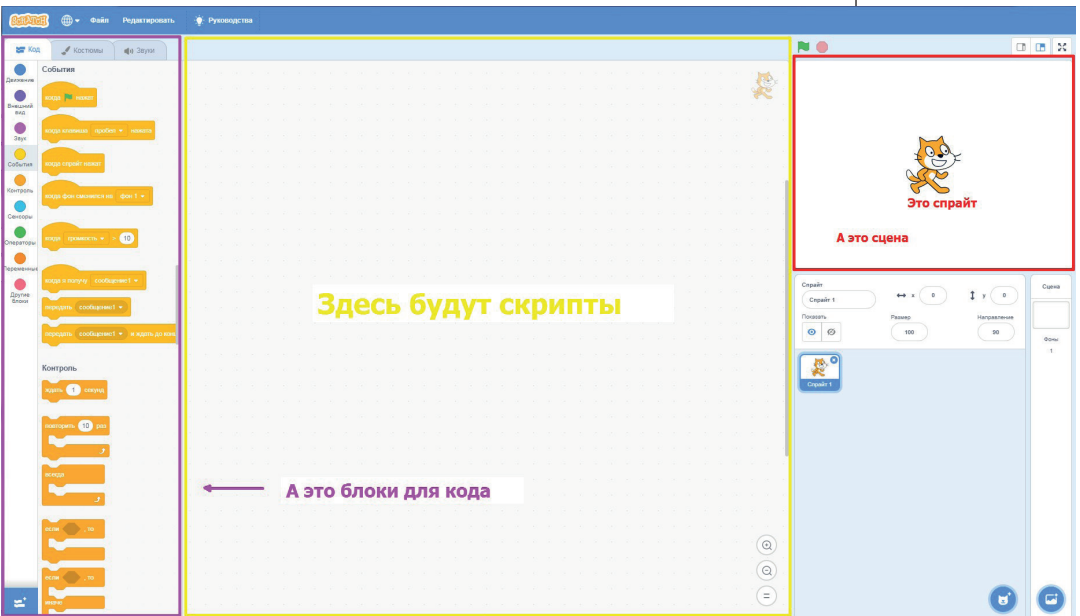 SCRATCH
Файл Редактировать Руководства
Код Костюмы Звуки
Движение
Внешний вид
Звук
События
Контроль
Сенсоры
Операторы
Переменные
Другие блоки
События
когда нажат
когда клавиша пробел нажата
когда спрайт нажат
когда фон сменится на фон 1
когда громкость > 10
когда я получу сообщение1
передать сообщение1
передать сообщение1 и ждать до конц
Контроль
ждать 1 секунд
повторить 10 раз
всегда
если , то
если , то
иначе
Здесь будут скрипты
А это блоки для кода
Это спрайт
А это сцена
Спрайт
Спрайт 1 x 0 y 0
Показать Размер Направление
100 90
Спрайт 1
Сцена
Фоны
1